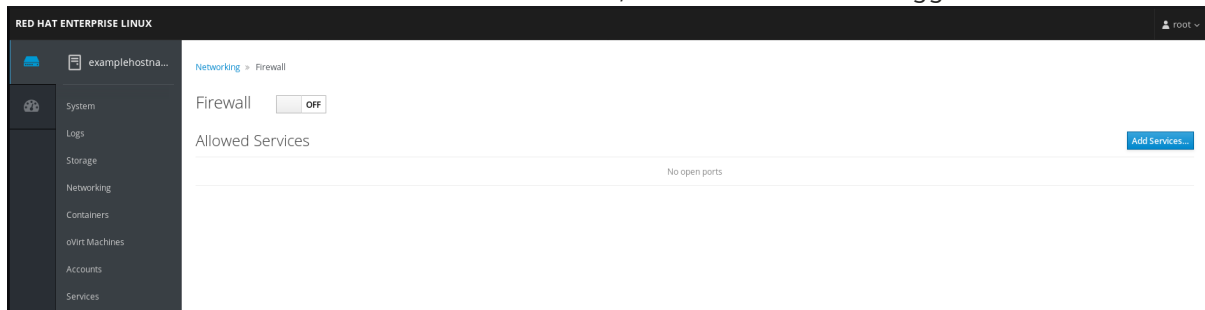 RED HAT ENTERPRISE LINUX
root
examplehostna...
Networking » Firewall
System
Firewall OFF
Logs
Allowed Services
Add Services...
Storage
No open ports
Networking
Containers
oVirt Machines
Accounts
Services